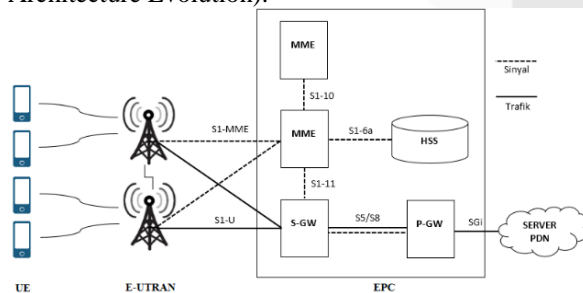 Architecture Evolution).
MME
Sinyal
S1-10
Trafik
S1-MME
MME
S1-6a
HSS
S1-11
S1-U
S-GW
S5/S8
P-GW
SGi
SERVER
PDN
UE
E-UTRAN
EPC